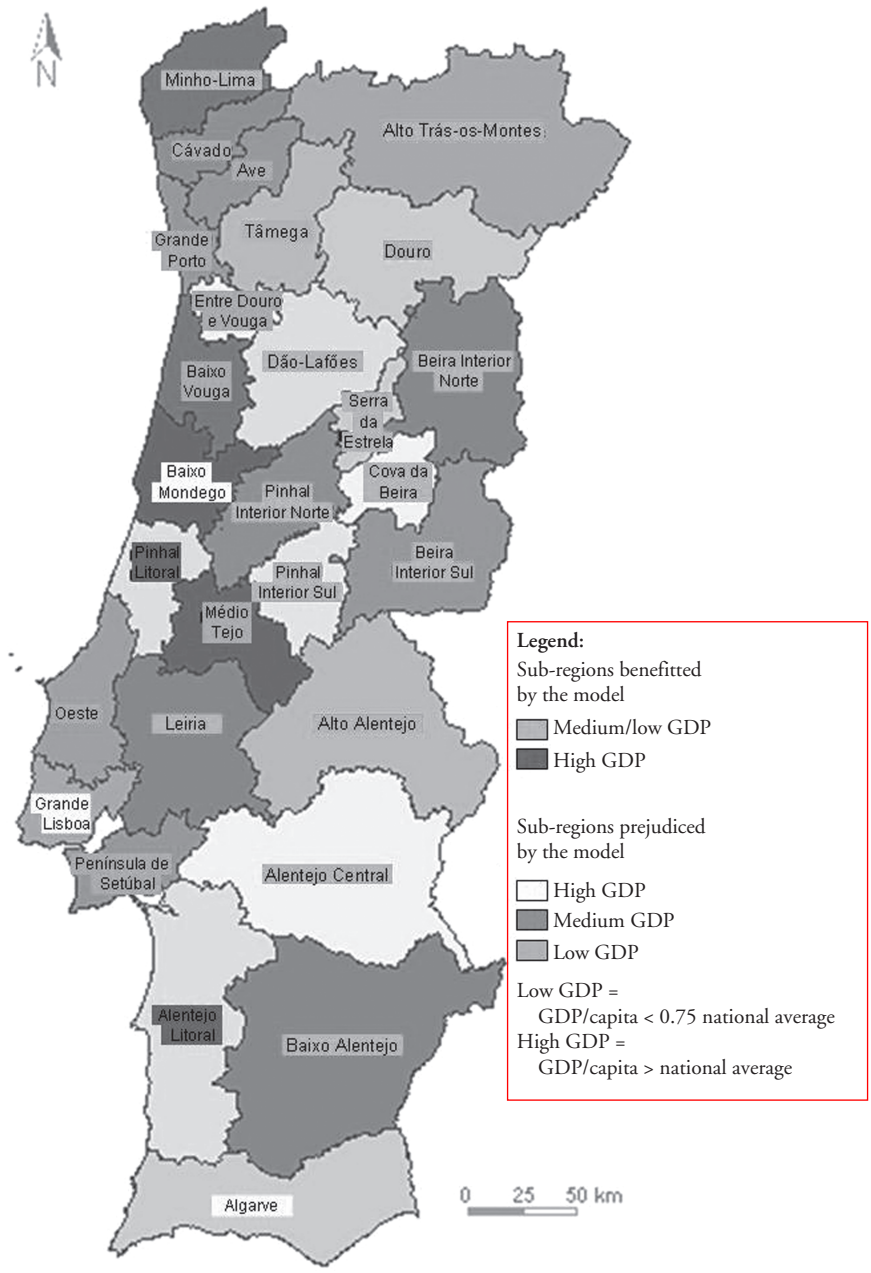 N
Minho-Lima
Alto Trás-os-Montes
Cávado
Ave
Tâmega
Grande
Porto
Douro
Entre Douro
e Vouga
Dão-Lafões
Beira Interior
Norte
Baixo
Vouga
Serra
da
Estrela
Baixo
Mondego
Cova da
Beira
Pinhal
Interior Norte
Pinhal
Litoral
Pinhal
Interior Sul
Beira
Interior Sul
Médio
Tejo
Oeste
Leiria
Alto Alentejo
Grande
Lisboa
Península de
Setúbal
Alentejo Central
Alentejo
Litoral
Baixo Alentejo
Algarve
0 25 50 km
Legend:
Sub-regions benefitted
by the model
Medium/low GDP
High GDP
Sub-regions prejudiced
by the model
High GDP
Medium GDP
Low GDP
Low GDP =
GDP/capita < 0.75 national average
High GDP =
GDP/capita > national average